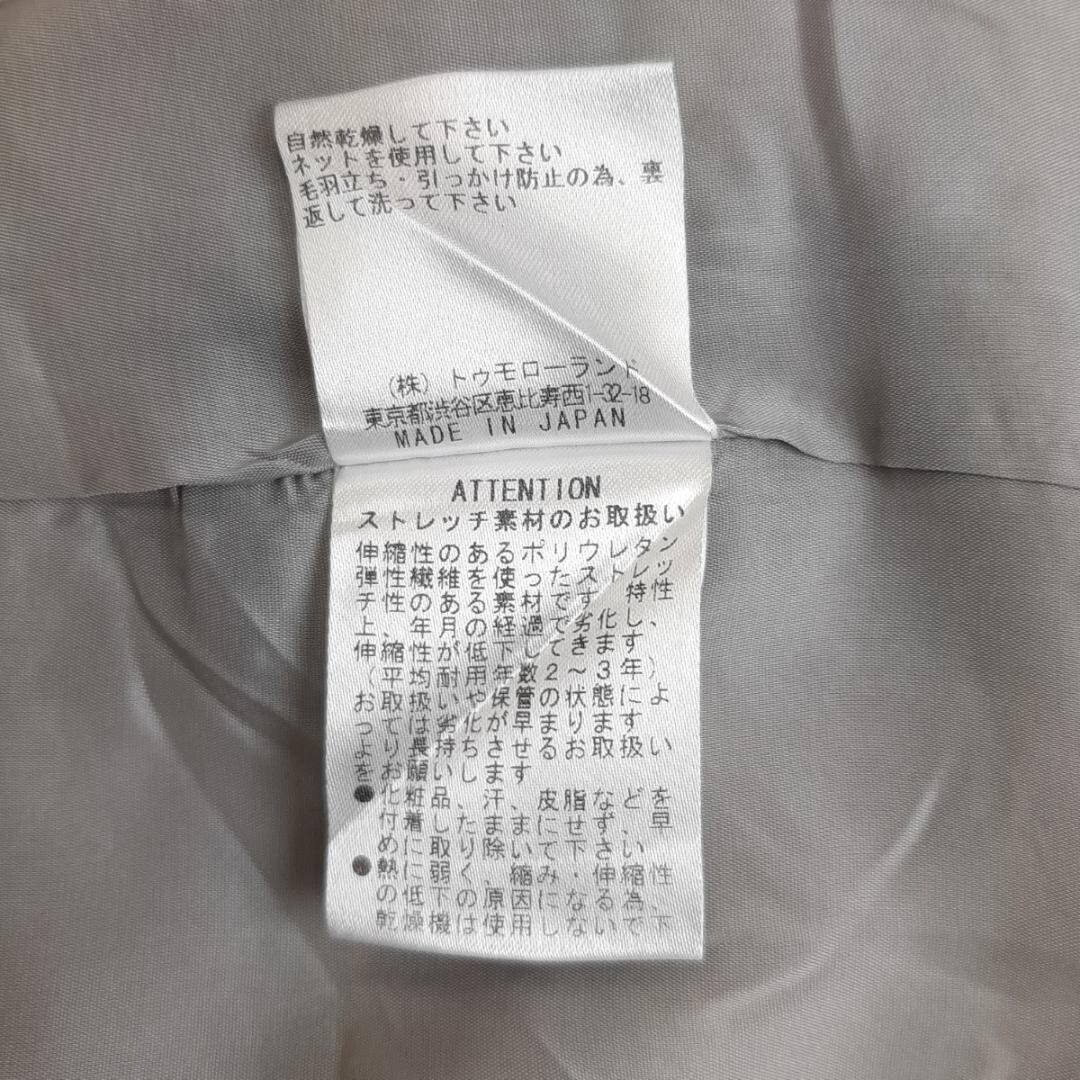 自然乾燥して下さい
ネットを使用して下さい
毛羽立ち・引っかけ防止の為、裏
返して洗って下さい
(株) トゥモローランド
東京都渋谷区恵比寿西1-32-18
MADE IN JAPAN
ATTENTION
ストレッチ素材のお取扱い
伸縮性のあるポリウレタン
弾性繊維を使ったストレッ
チ性のある素材です 特性
上、年月の経過で劣化し、
伸縮性が低下してきます
(平均耐用年数2～3年)
お取扱いや保管の状態によ
っては劣化が早まります
より長持ちさせるお取扱い
をお願いします
●化粧品、汗、皮脂などを
付着したままにせず、早
めに取り除いて下さい
●熱に弱く、縮み・伸縮性
の低下の原因になる為、
乾燥機は使用しないで下